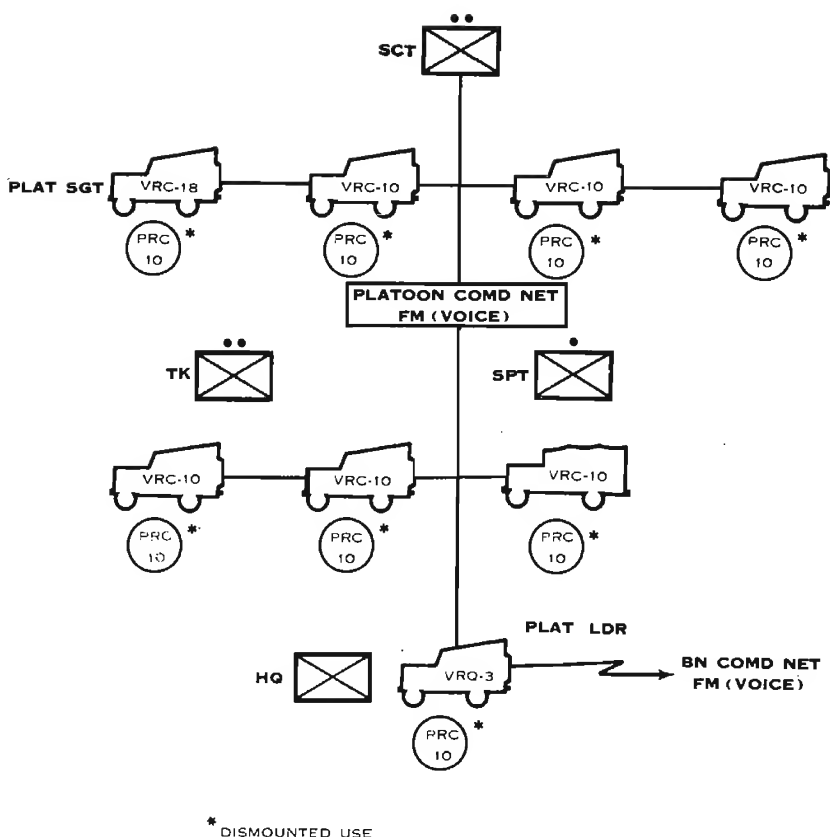 SCT
PLAT SGT
VRC-18
VRC-10
VRC-10
VRC-10
PRC
10
*
PRC
10
*
PRC
10
*
PRC
10
*
PLATOON COMD NET
FM (VOICE)
TK
SPT
VRC-10
VRC-10
VRC-10
PRC
10
*
PRC
10
*
PRC
10
*
PLAT LDR
HQ
VRQ-3
BN COMD NET
FM (VOICE)
PRC
10
*
* DISMOUNTED USE